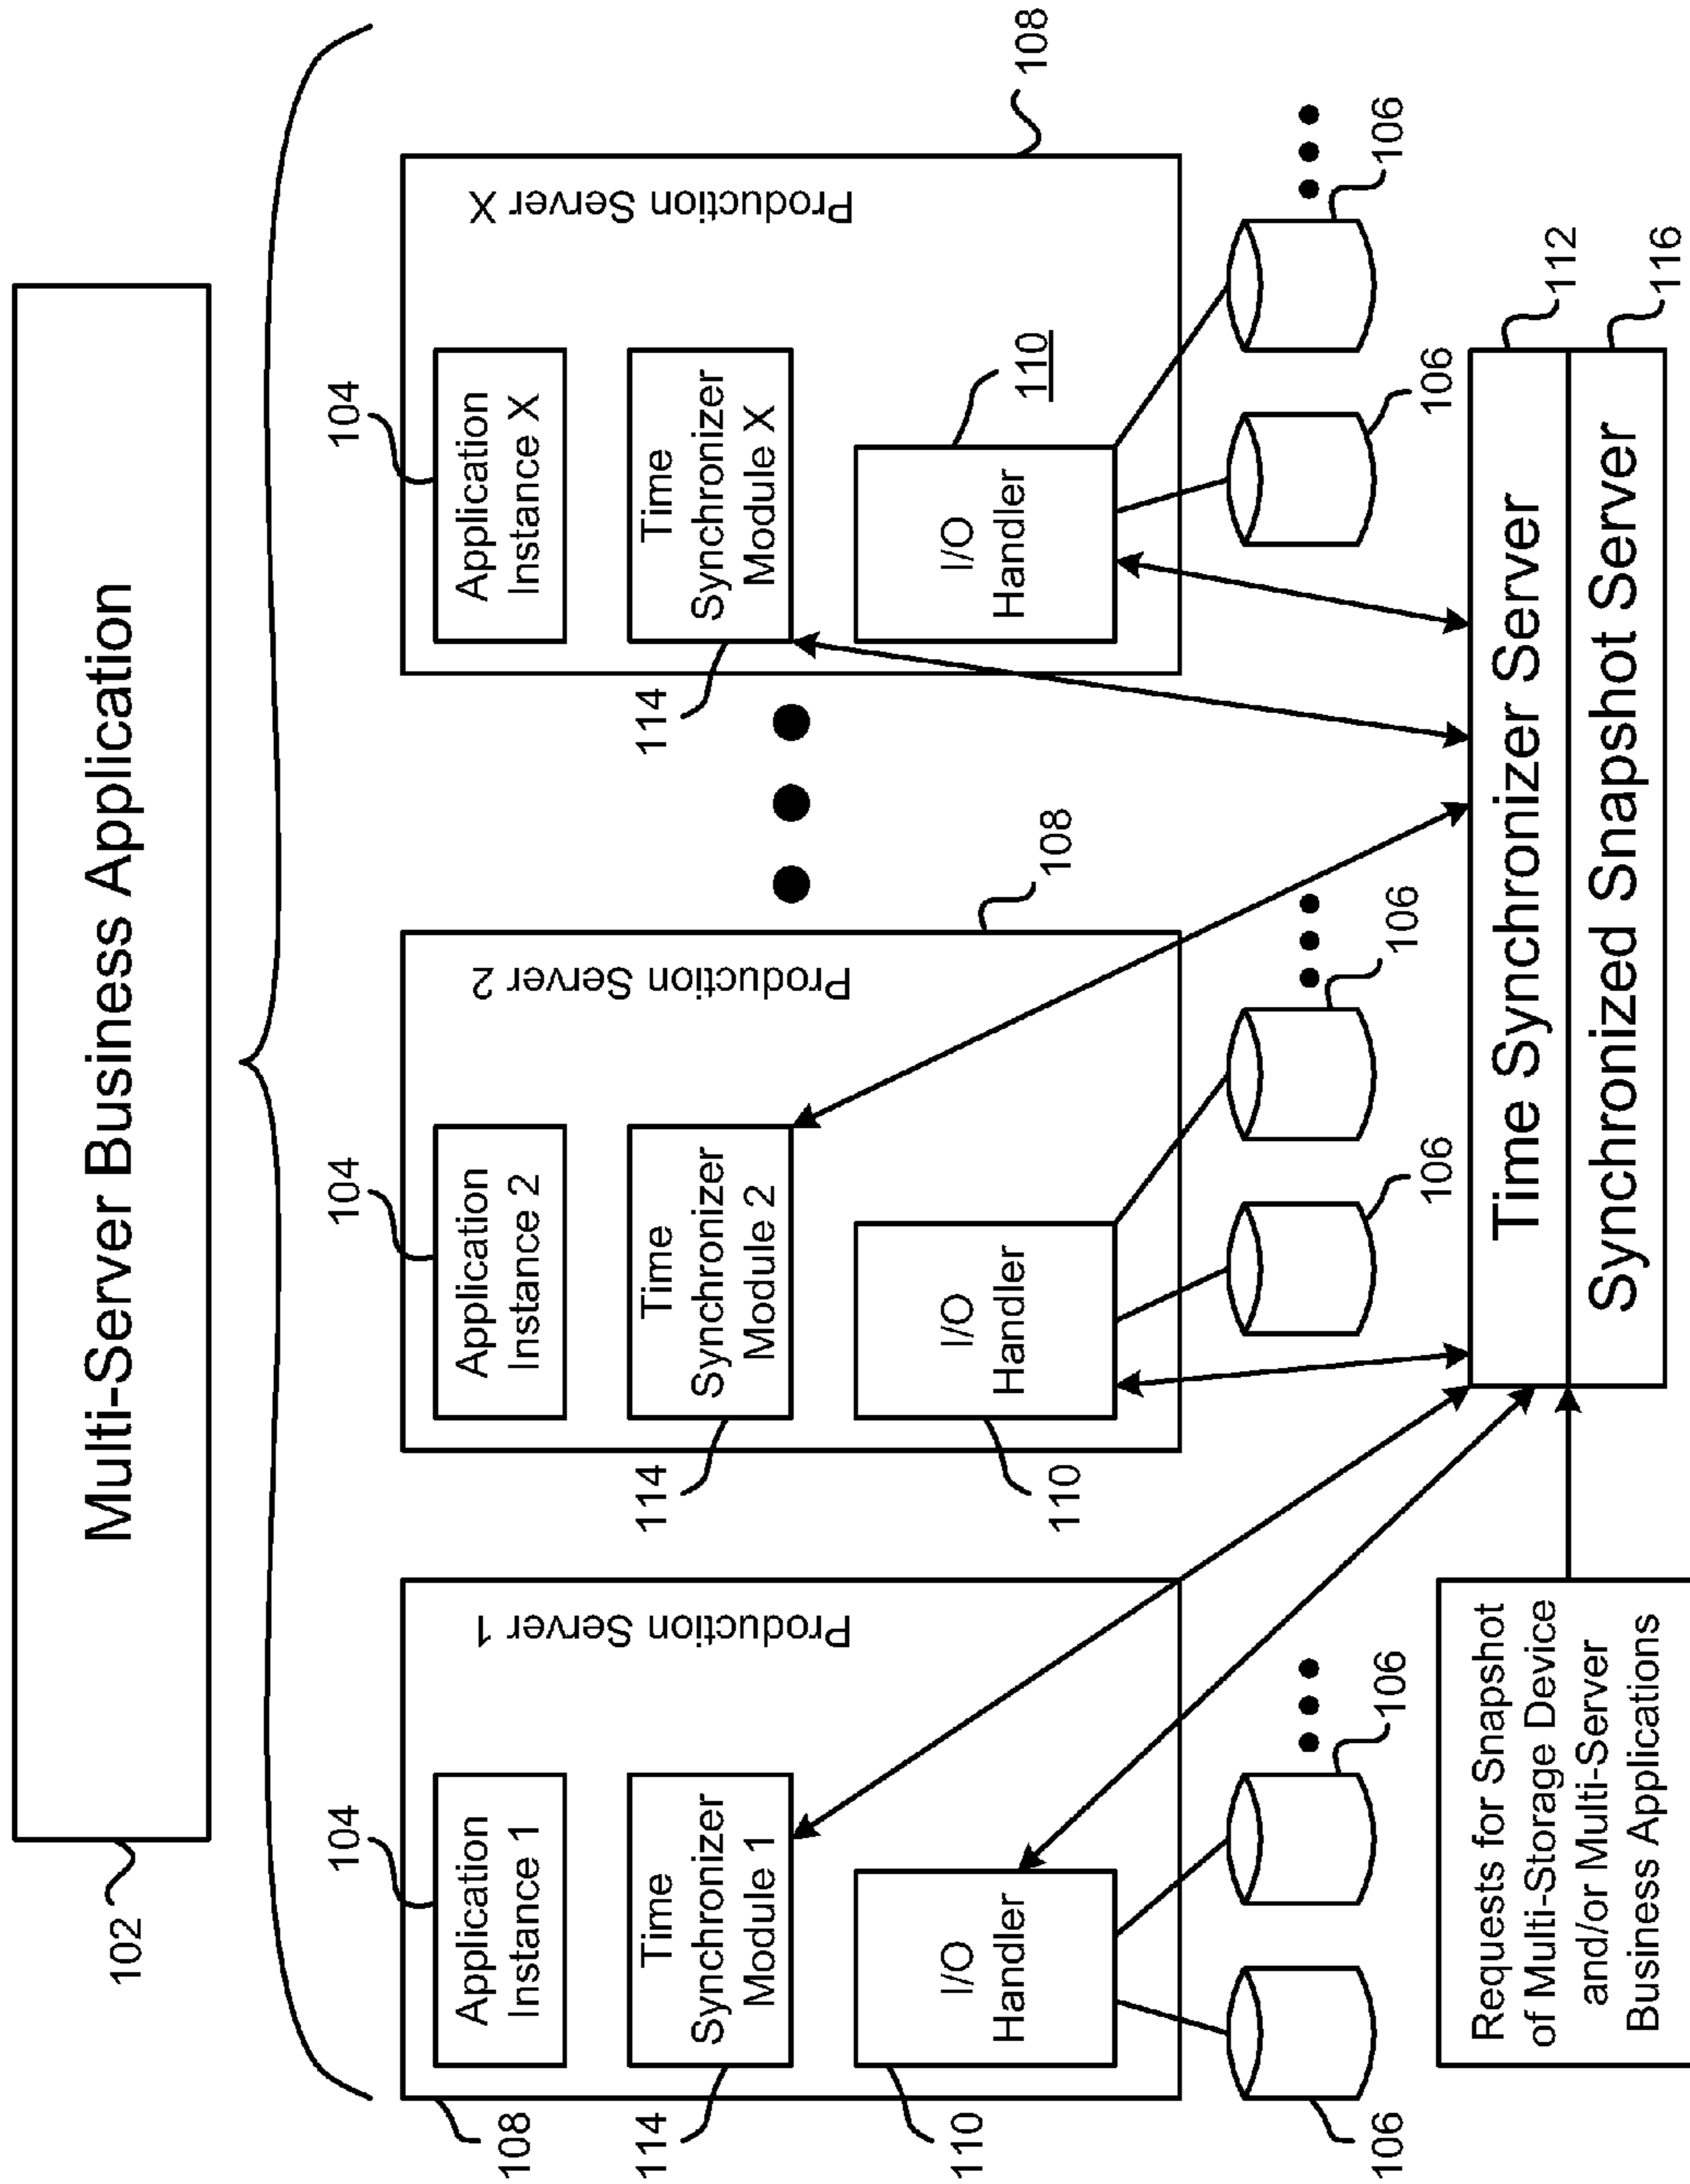 Multi-Server Business Application
102
108
104
Application
Instance 1
Production Server 1
114
Time
Synchronizer
Module 1
110
I/O
Handler
106
106
104
Application
Instance 2
Production Server 2
108
114
Time
Synchronizer
Module 2
110
I/O
Handler
106
106
104
Application
Instance X
Production Server X
108
114
Time
Synchronizer
Module X
110
I/O
Handler
106
106
Requests for Snapshot
of Multi-Storage Device
and/or Multi-Server
Business Applications
Time Synchronizer Server
112
Synchronized Snapshot Server
116